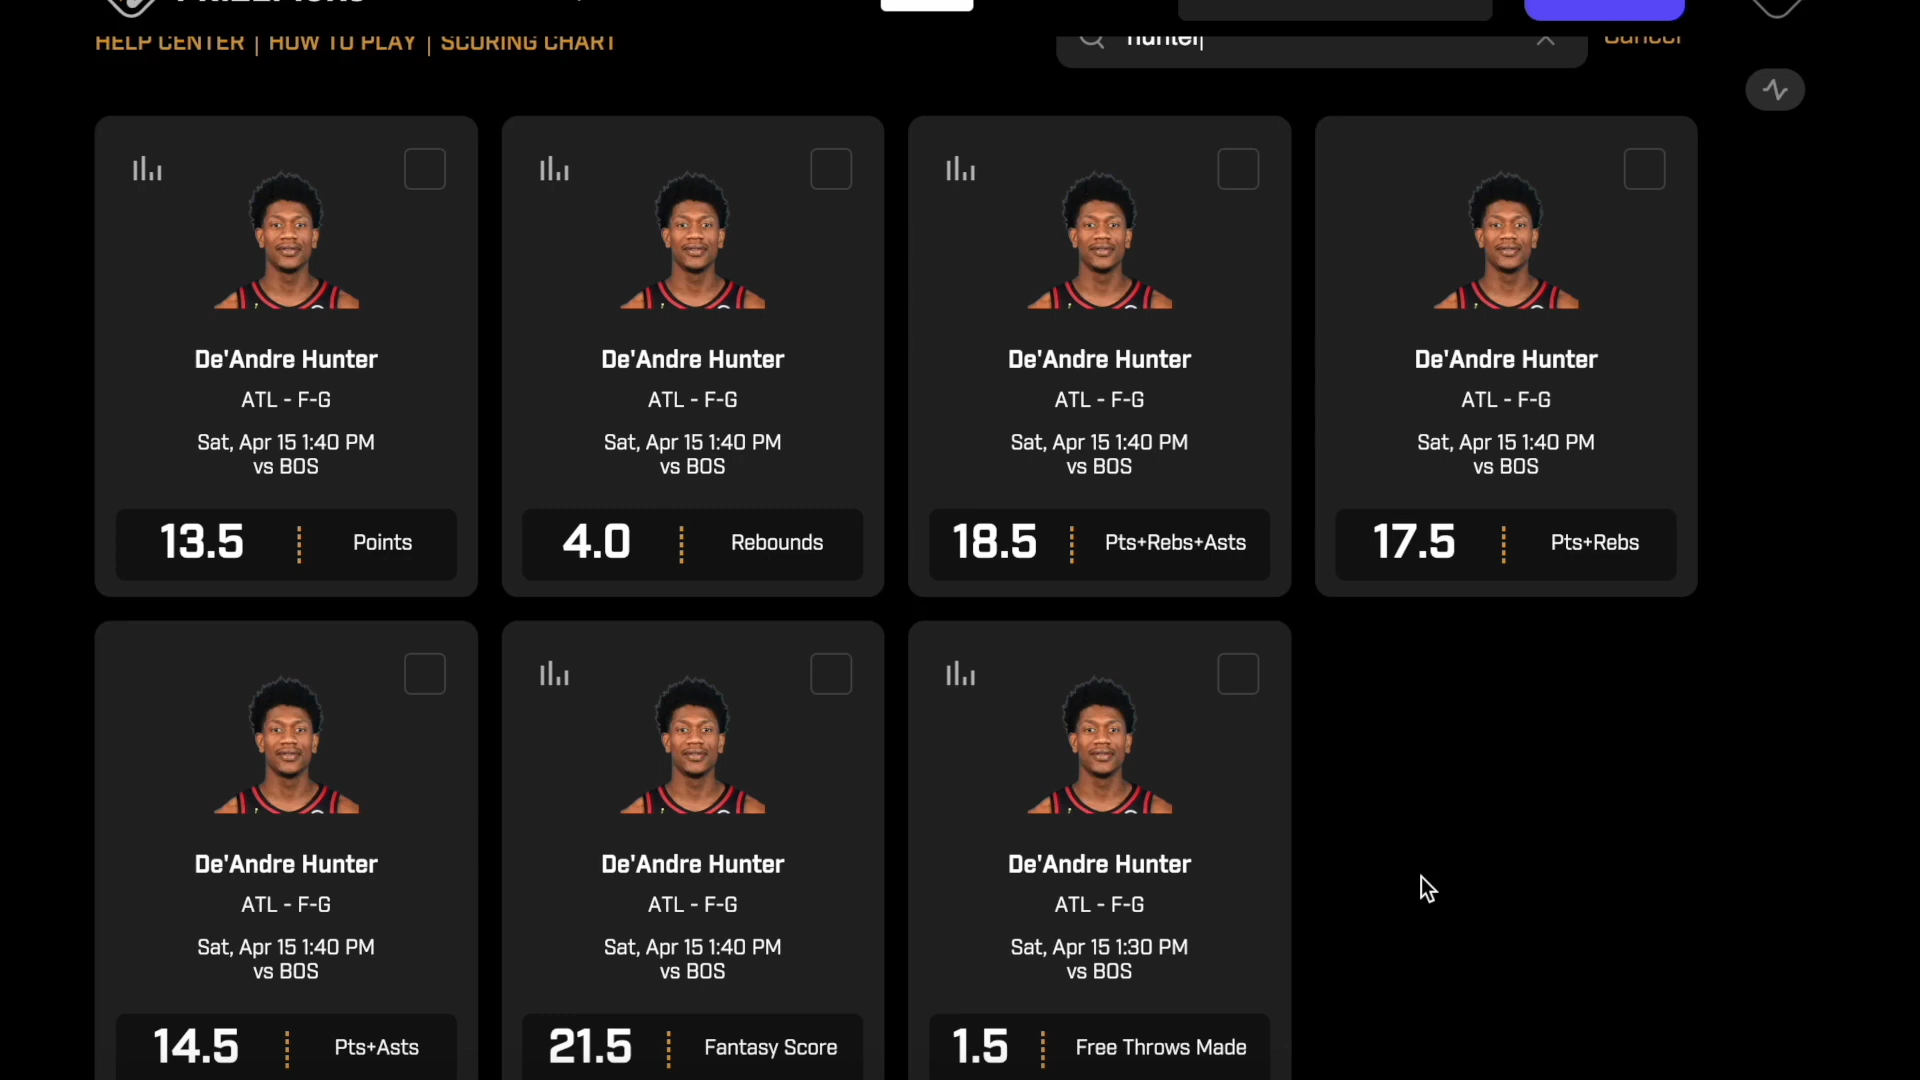 HELP CENTER | HOW TO PLAY | SCORING CHART
hunter
Cancel
De'Andre Hunter
ATL - F-G
Sat, Apr 15 1:40 PM
vs BOS
13.5
Points
De'Andre Hunter
ATL - F-G
Sat, Apr 15 1:40 PM
vs BOS
4.0
Rebounds
De'Andre Hunter
ATL - F-G
Sat, Apr 15 1:40 PM
vs BOS
18.5
Pts+Rebs+Asts
De'Andre Hunter
ATL - F-G
Sat, Apr 15 1:40 PM
vs BOS
17.5
Pts+Rebs
De'Andre Hunter
ATL - F-G
Sat, Apr 15 1:40 PM
vs BOS
14.5
Pts+Asts
De'Andre Hunter
ATL - F-G
Sat, Apr 15 1:40 PM
vs BOS
21.5
Fantasy Score
De'Andre Hunter
ATL - F-G
Sat, Apr 15 1:30 PM
vs BOS
1.5
Free Throws Made